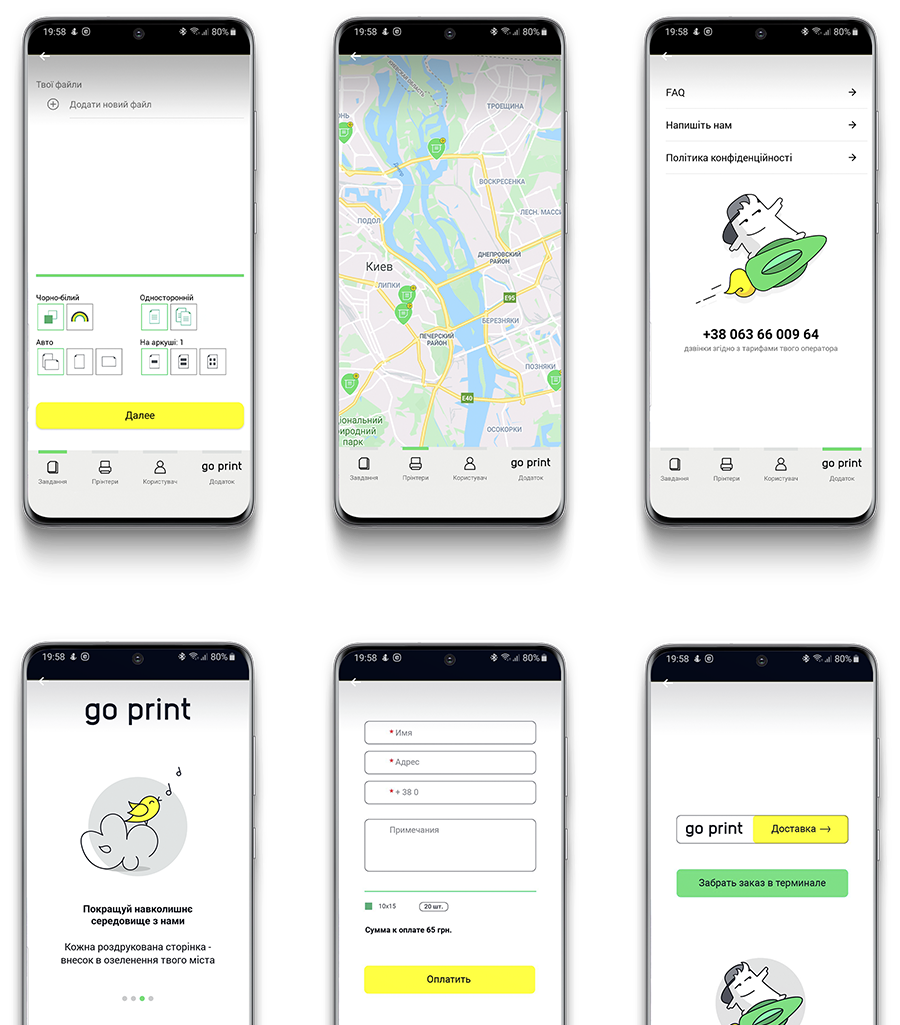 19:58
80%
Твої файли
Додати новий файл
Чорно-білий
Односторонній
Авто
На аркуші: 1
Далее
Завдання
Прінтери
Користувач
go print
Додаток
19:58
80%
КИЕВСКАЯ ОБЛАСТЬ
ТРОЕЩИНА
ВОСКРЕСЕНКА
ЛЕСН. МАССИ
ПОДОЛ
ДНЕПРОВСКИЙ
РАЙОН
Киев
ЛИПКИ
E95
БЕРЕЗНЯКИ
ПЕЧЕРСКИЙ
РАЙОН
ПОЗНЯКИ
E40
ОСОКОРКИ
іональний
иродний
парк
Завдання
Прінтери
Користувач
go print
Додаток
19:58
80%
FAQ
Напишіть нам
Політика конфіденційності
+38 063 66 009 64
дзвінки згідно з тарифами твого оператора
Завдання
Прінтери
Користувач
go print
Додаток
19:58
80%
go print
Покращуй навколишнє
середовище з нами
Кожна роздрукована сторінка -
внесок в озеленення твого міста
19:58
80%
* Имя
* Адрес
* + 38 0
Примечания
10x15
20 шт.
Сумма к оплате 65 грн.
Оплатить
19:58
80%
go print
Доставка →
Забрать заказ в терминале